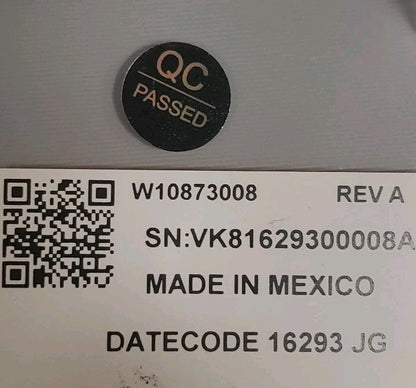 QC
PASSED
W10873008 REV A
SN:VK81629300008A
MADE IN MEXICO
DATECODE 16293 JG